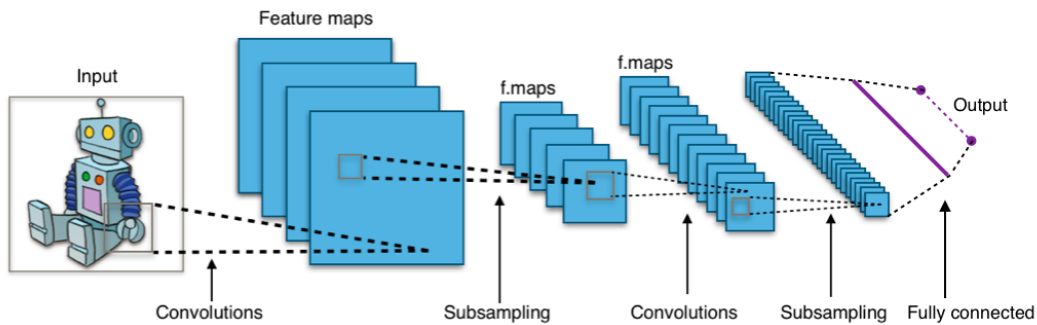 Feature maps
Input
f.maps
f.maps
Output
Convolutions
Subsampling
Convolutions
Subsampling
Fully connected